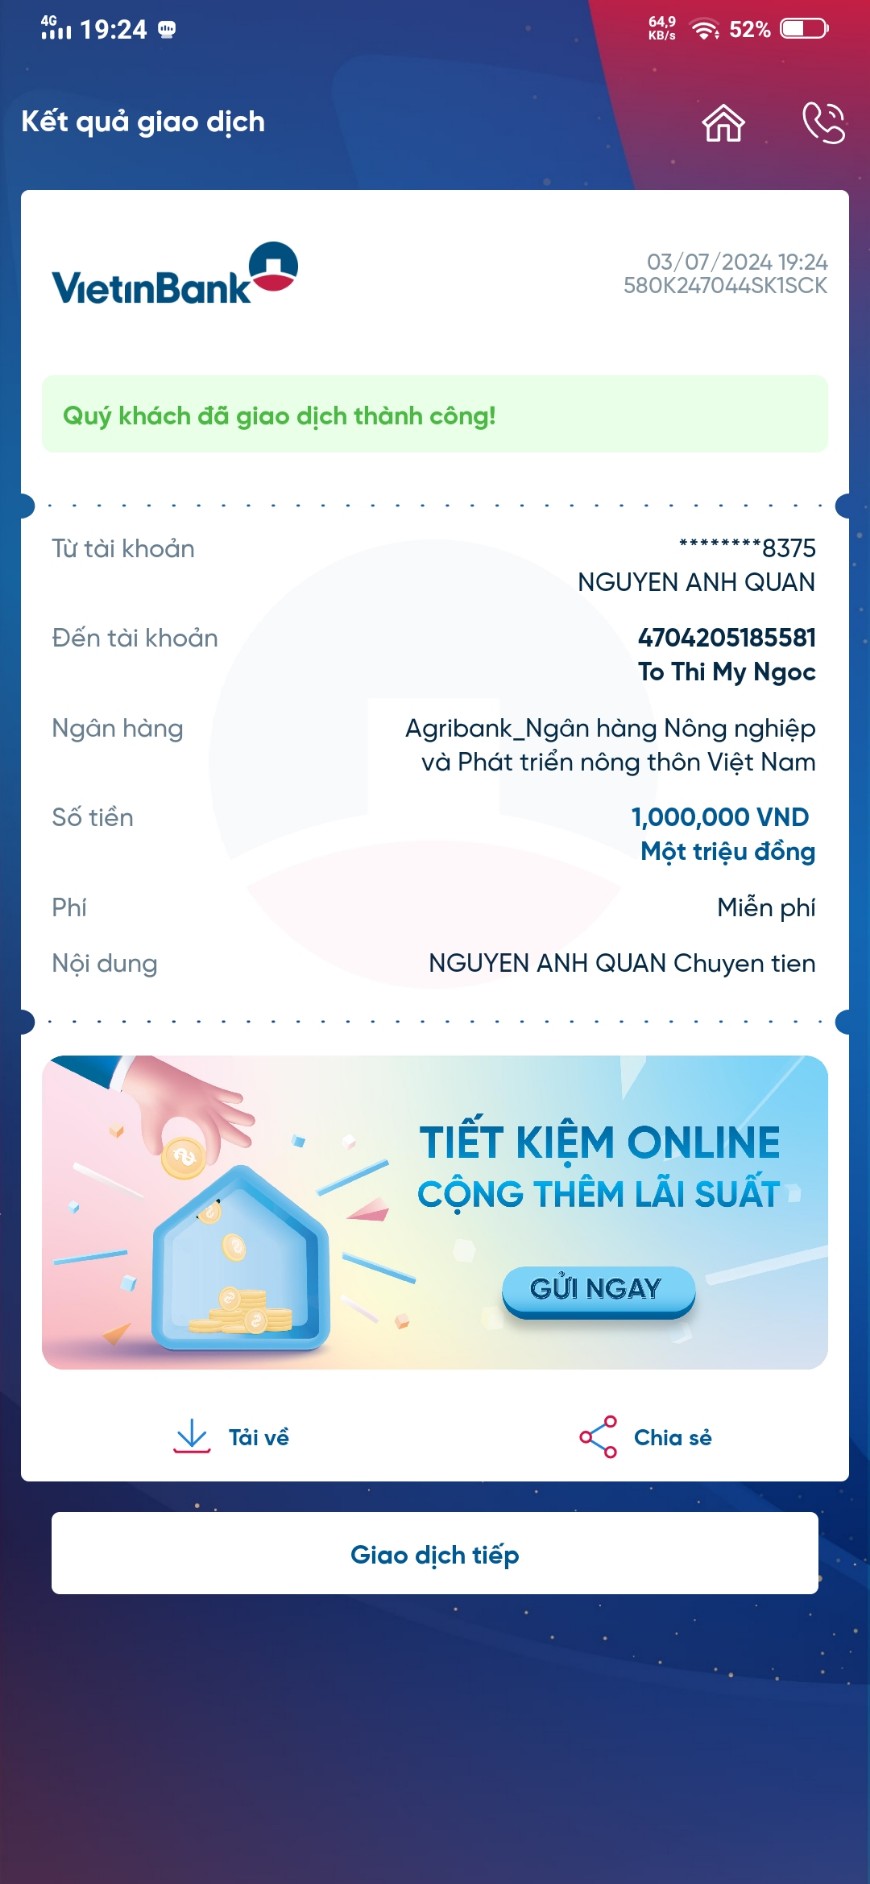 4G 19:24 64,9 KB/s 52%
Kết quả giao dịch
VietinBank
03/07/2024 19:24
580K247044SK1SCK
Quý khách đã giao dịch thành công!
Từ tài khoản ********8375
NGUYEN ANH QUAN
Đến tài khoản 4704205185581
To Thi My Ngoc
Ngân hàng Agribank_Ngân hàng Nông nghiệp
và Phát triển nông thôn Việt Nam
Số tiền 1,000,000 VND
Một triệu đồng
Phí Miễn phí
Nội dung NGUYEN ANH QUAN Chuyen tien
TIẾT KIỆM ONLINE
CỘNG THÊM LÃI SUẤT
GỬI NGAY
Tải về Chia sẻ
Giao dịch tiếp